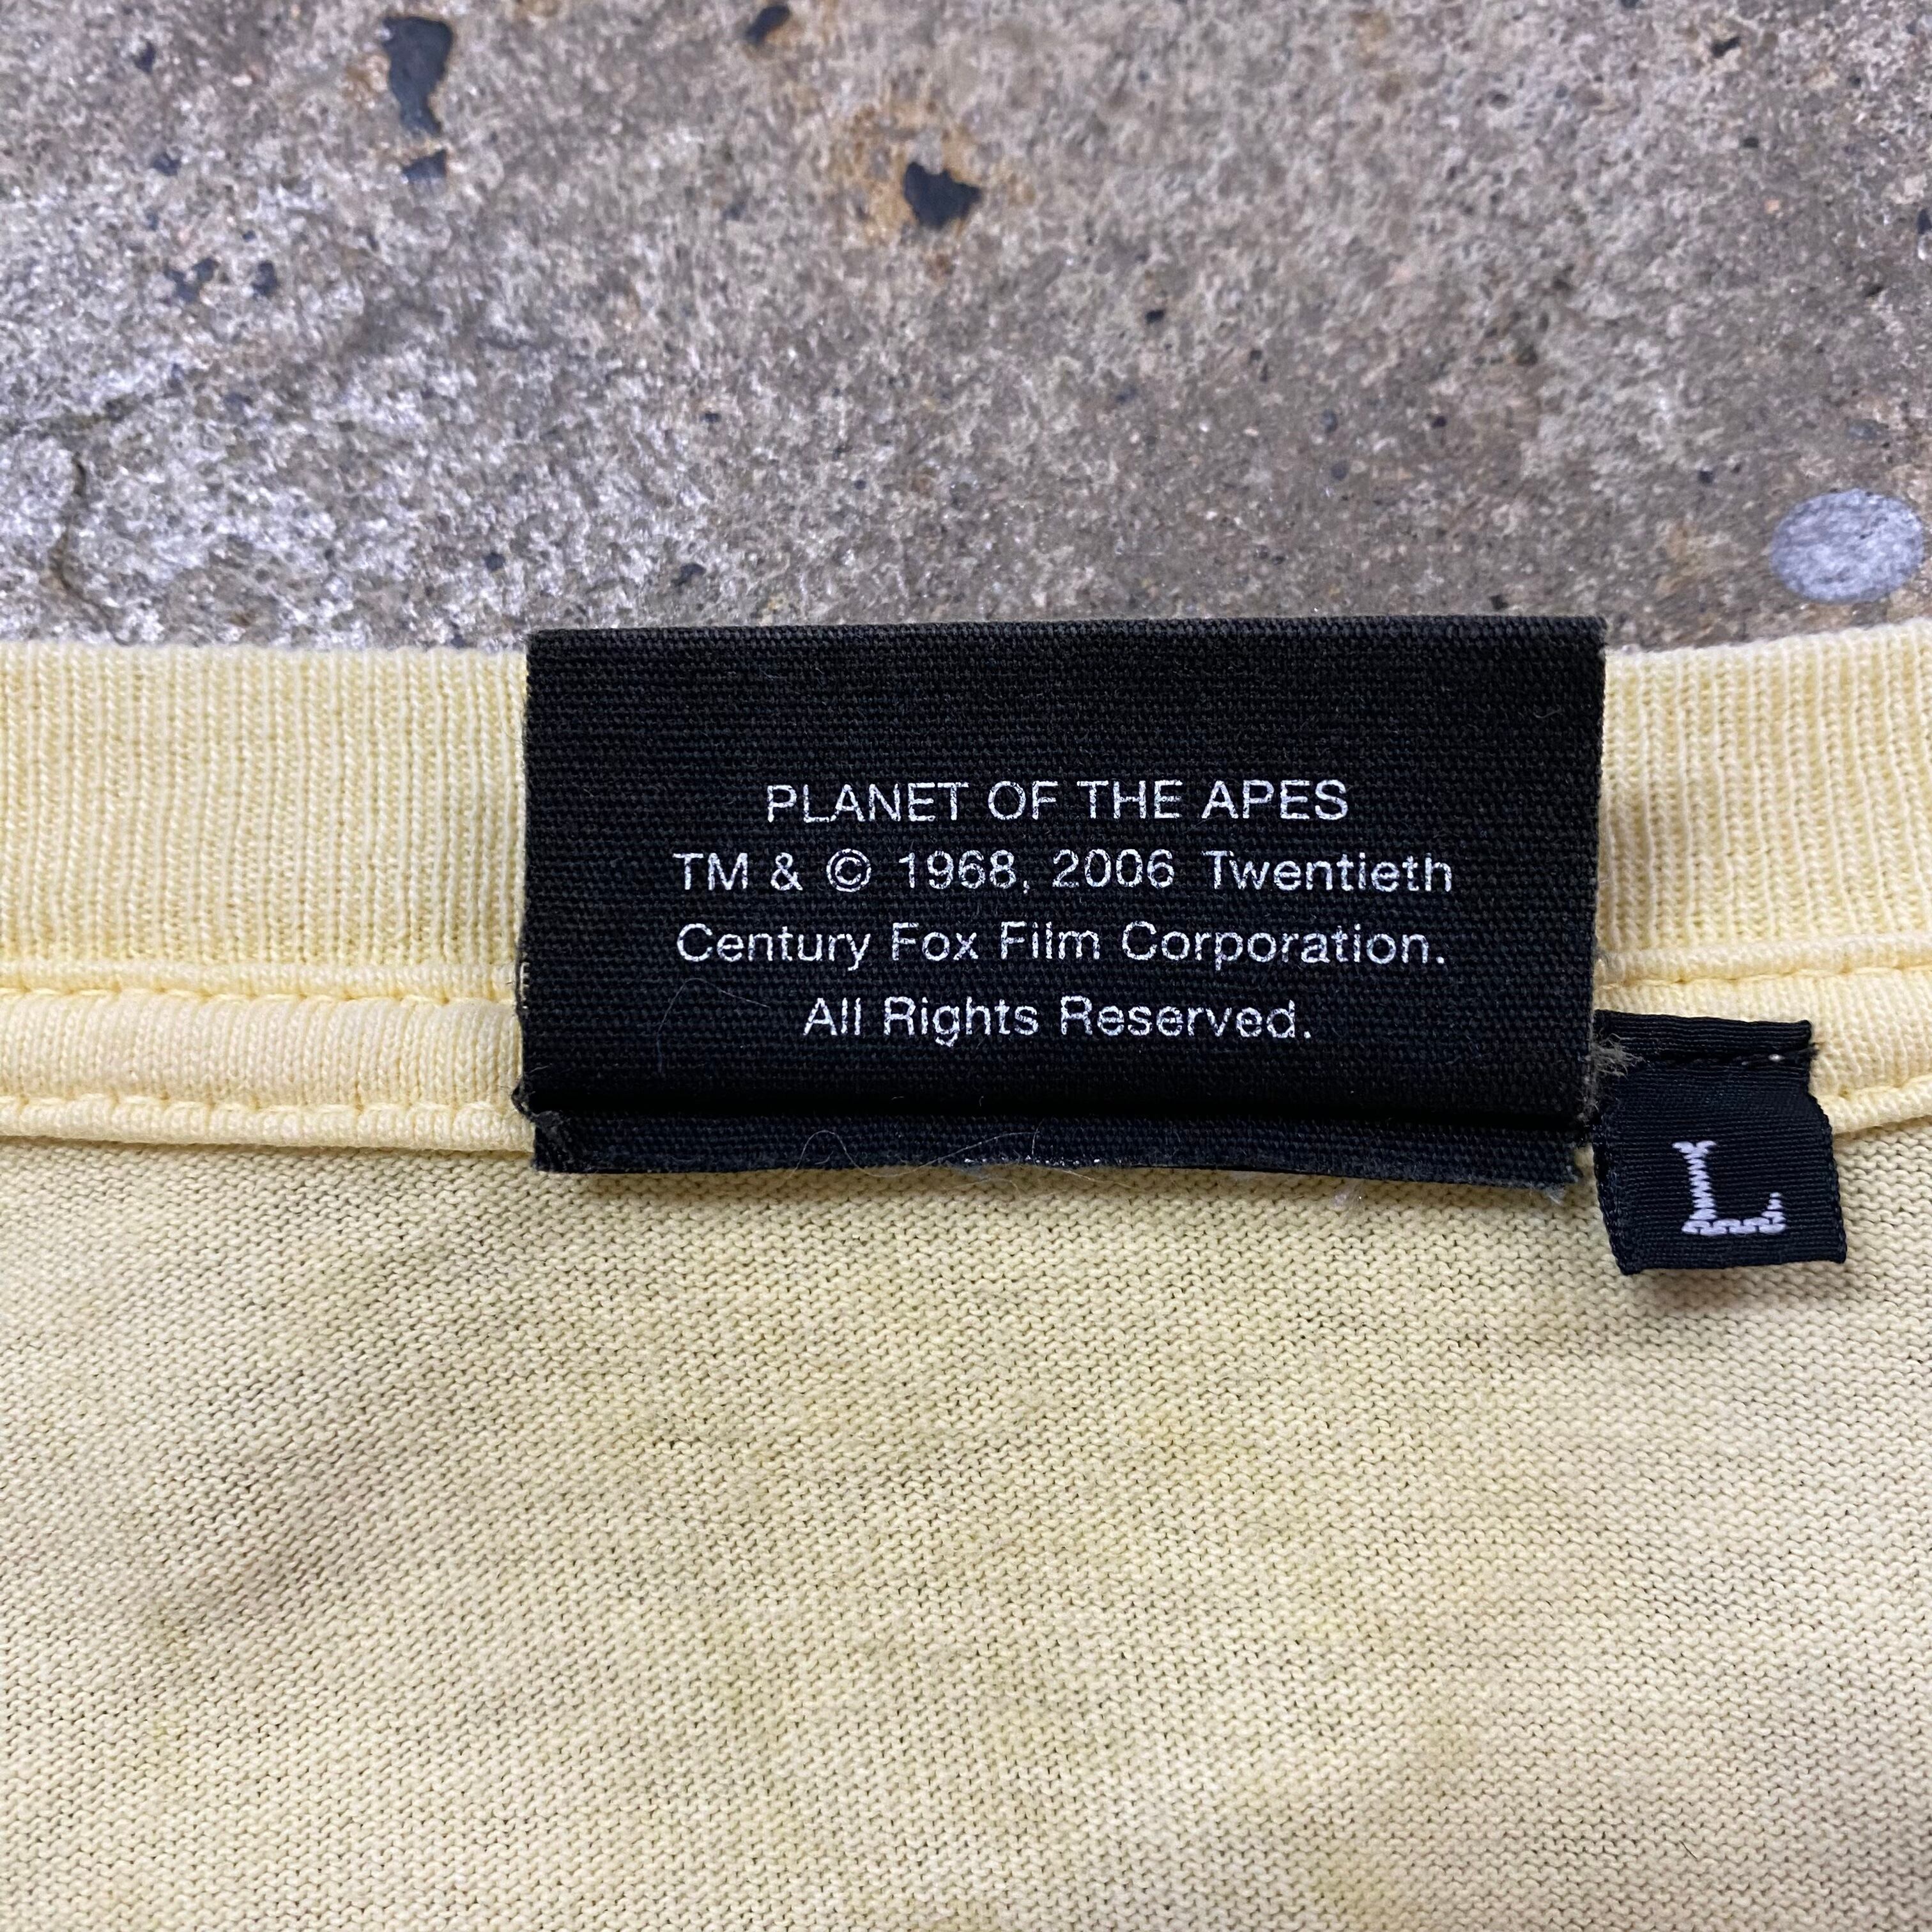 PLANET OF THE APES
TM & © 1968, 2006 Twentieth
Century Fox Film Corporation.
All Rights Reserved.
L